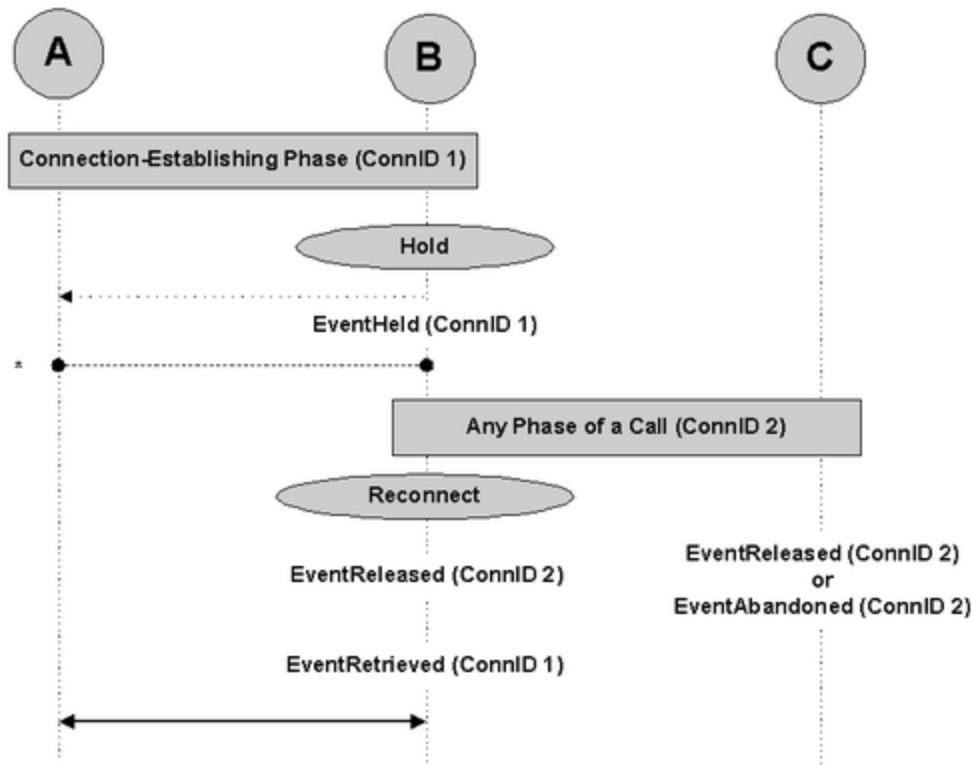 A
B
C
Connection-Establishing Phase (ConnID 1)
Hold
EventHeld (ConnID 1)
*
Any Phase of a Call (ConnID 2)
Reconnect
EventReleased (ConnID 2)
or
EventAbandoned (ConnID 2)
EventReleased (ConnID 2)
EventRetrieved (ConnID 1)